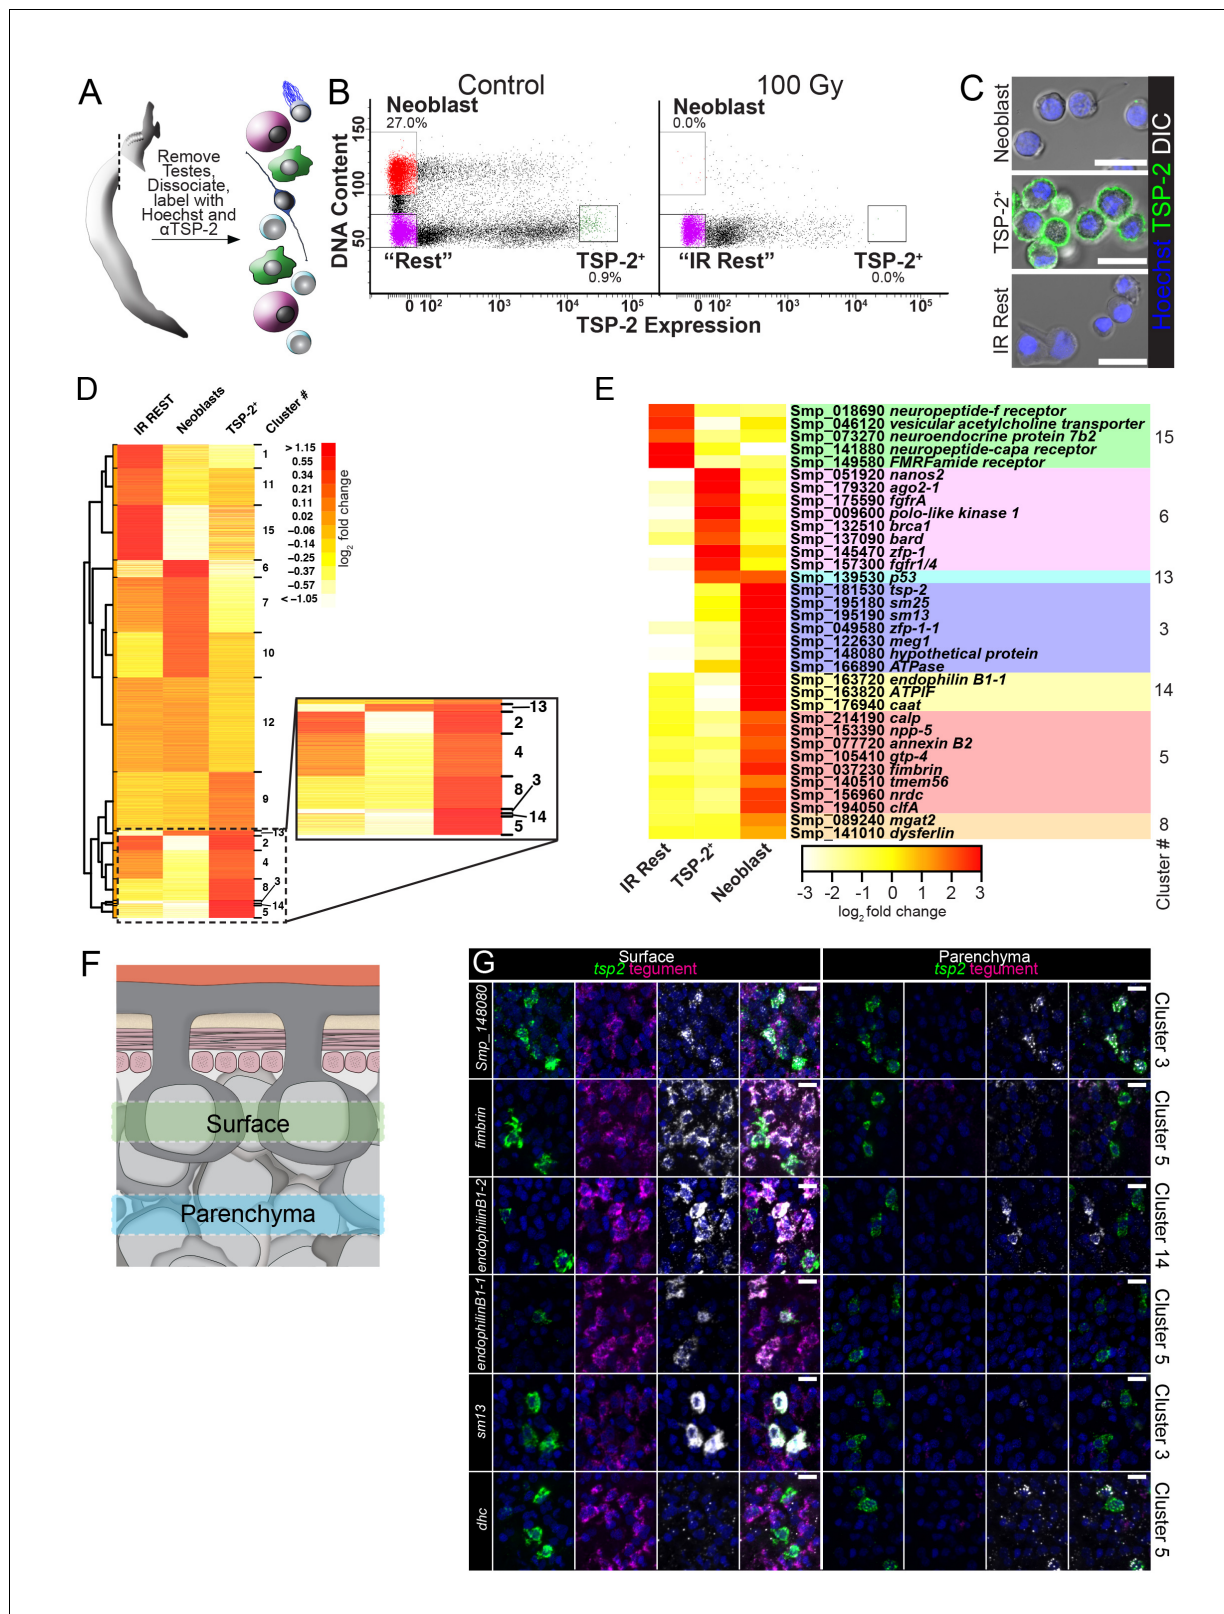 A
Remove
Testes,
Dissociate,
label with
Hoechst and
αTSP-2
B
Control
100 Gy
Neoblast
27.0%
Neoblast
0.0%
DNA Content
150
100
50
"Rest"
TSP-2+
0.9%
"IR Rest"
TSP-2+
0.0%
0 10² 10³ 10⁴ 10⁵
0 10² 10³ 10⁴ 10⁵
TSP-2 Expression
C
Neoblast
TSP-2+
IR Rest
Hoechst TSP-2 DIC
D
IR REST
Neoblasts
TSP-2+
Cluster #
1
11
15
6
7
10
12
9
13
2
4
8
3
14
5
> 1.15
0.55
0.34
0.21
0.11
0.02
−0.06
−0.14
−0.25
−0.37
−0.57
< −1.05
log2 fold change
13
2
4
8
3
14
5
E
Smp_018690 neuropeptide-f receptor
Smp_046120 vesicular acetylcholine transporter
Smp_073270 neuroendocrine protein 7b2
Smp_141880 neuropeptide-capa receptor
Smp_149580 FMRFamide receptor
15
Smp_051920 nanos2
Smp_179320 ago2-1
Smp_175590 fgfrA
Smp_009600 polo-like kinase 1
Smp_132510 brca1
Smp_137090 bard
Smp_145470 zfp-1
Smp_157300 fgfr1/4
6
Smp_139530 p53
13
Smp_181530 tsp-2
Smp_195180 sm25
Smp_195190 sm13
Smp_049580 zfp-1-1
Smp_122630 meg1
Smp_148080 hypothetical protein
Smp_166890 ATPase
3
Smp_163720 endophilin B1-1
Smp_163820 ATPIF
Smp_176940 caat
14
Smp_214190 calp
Smp_153390 npp-5
Smp_077720 annexin B2
Smp_105410 gtp-4
Smp_037230 fimbrin
Smp_140510 tmem56
Smp_156960 nrdc
Smp_194050 clfA
5
Smp_089240 mgat2
Smp_141010 dysferlin
8
Cluster #
IR Rest
TSP-2+
Neoblast
-3 -2 -1 0 1 2 3
log2 fold change
F
Surface
Parenchyma
G
Surface
tsp2 tegument
Parenchyma
tsp2 tegument
Smp_148080
Cluster 3
fimbrin
Cluster 5
endophilinB1-2
Cluster 14
endophilinB1-1
Cluster 5
sm13
Cluster 3
dhc
Cluster 5